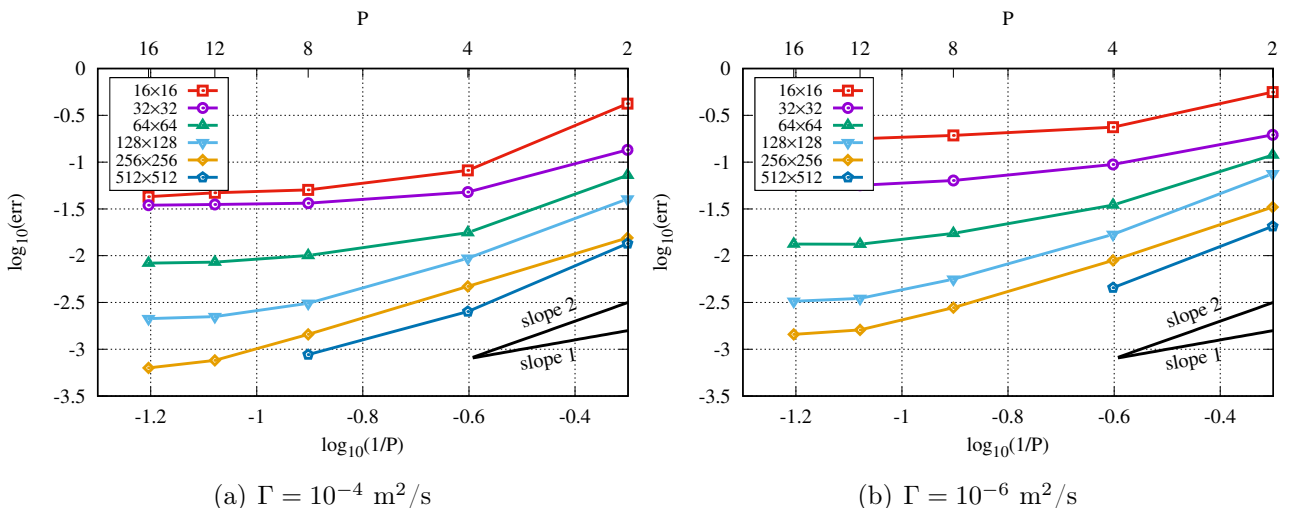 P
16 12 8 4 2
0
-0.5
-1
-1.5
-2
-2.5
-3
-3.5
log10(err)
16×16
32×32
64×64
128×128
256×256
512×512
slope 2
slope 1
-1.2 -1 -0.8 -0.6 -0.4
log10(1/P)
(a) Γ = 10⁻⁴ m²/s
P
16 12 8 4 2
0
-0.5
-1
-1.5
-2
-2.5
-3
-3.5
log10(err)
16×16
32×32
64×64
128×128
256×256
512×512
slope 2
slope 1
-1.2 -1 -0.8 -0.6 -0.4
log10(1/P)
(b) Γ = 10⁻⁶ m²/s